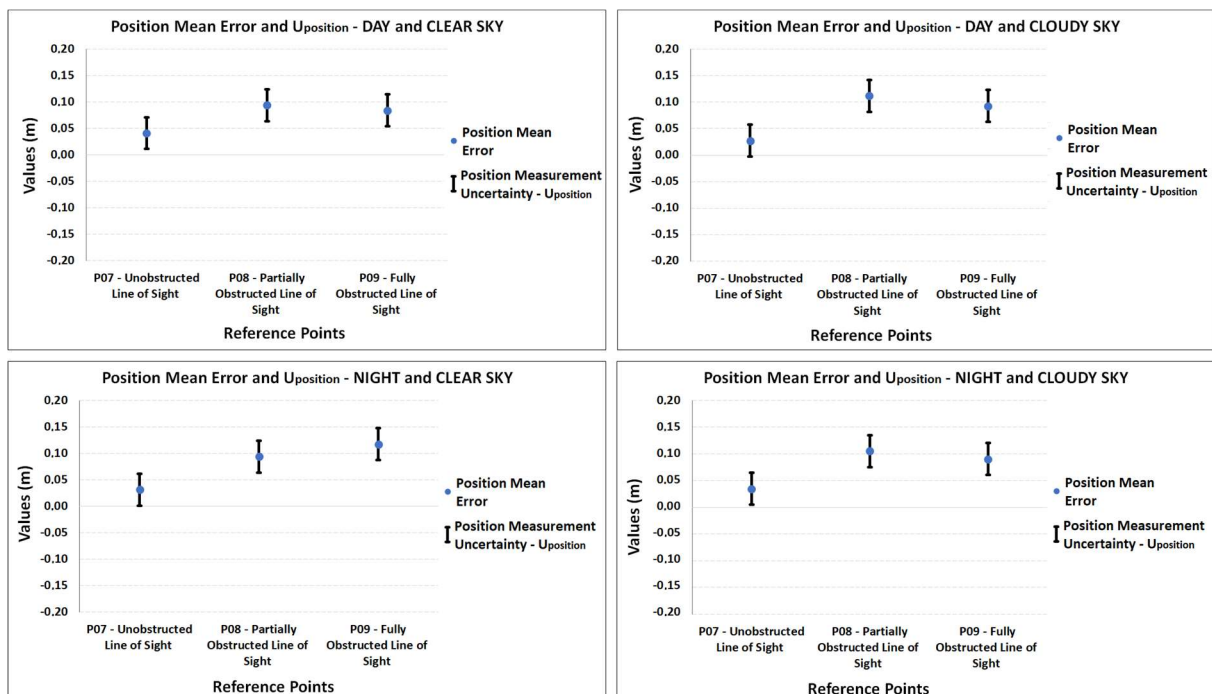 Position Mean Error and Uposition - DAY and CLEAR SKY
Values (m)
0,20
0,15
0,10
0,05
0,00
-0,05
-0,10
-0,15
-0,20
P07 - Unobstructed
Line of Sight
P08 - Partially
Obstructed Line of
Sight
P09 - Fully
Obstructed Line of
Sight
Reference Points
Position Mean
Error
Position Measurement
Uncertainty - Uposition
Position Mean Error and Uposition - DAY and CLOUDY SKY
Values (m)
0,20
0,15
0,10
0,05
0,00
-0,05
-0,10
-0,15
-0,20
P07 - Unobstructed
Line of Sight
P08 - Partially
Obstructed Line of
Sight
P09 - Fully
Obstructed Line of
Sight
Reference Points
Position Mean
Error
Position Measurement
Uncertainty - Uposition
Position Mean Error and Uposition - NIGHT and CLEAR SKY
Values (m)
0,20
0,15
0,10
0,05
0,00
-0,05
-0,10
-0,15
-0,20
P07 - Unobstructed
Line of Sight
P08 - Partially
Obstructed Line of
Sight
P09 - Fully
Obstructed Line of
Sight
Reference Points
Position Mean
Error
Position Measurement
Uncertainty - Uposition
Position Mean Error and Uposition - NIGHT and CLOUDY SKY
Values (m)
0,20
0,15
0,10
0,05
0,00
-0,05
-0,10
-0,15
-0,20
P07 - Unobstructed
Line of Sight
P08 - Partially
Obstructed Line of
Sight
P09 - Fully
Obstructed Line of
Sight
Reference Points
Position Mean
Error
Position Measurement
Uncertainty - Uposition